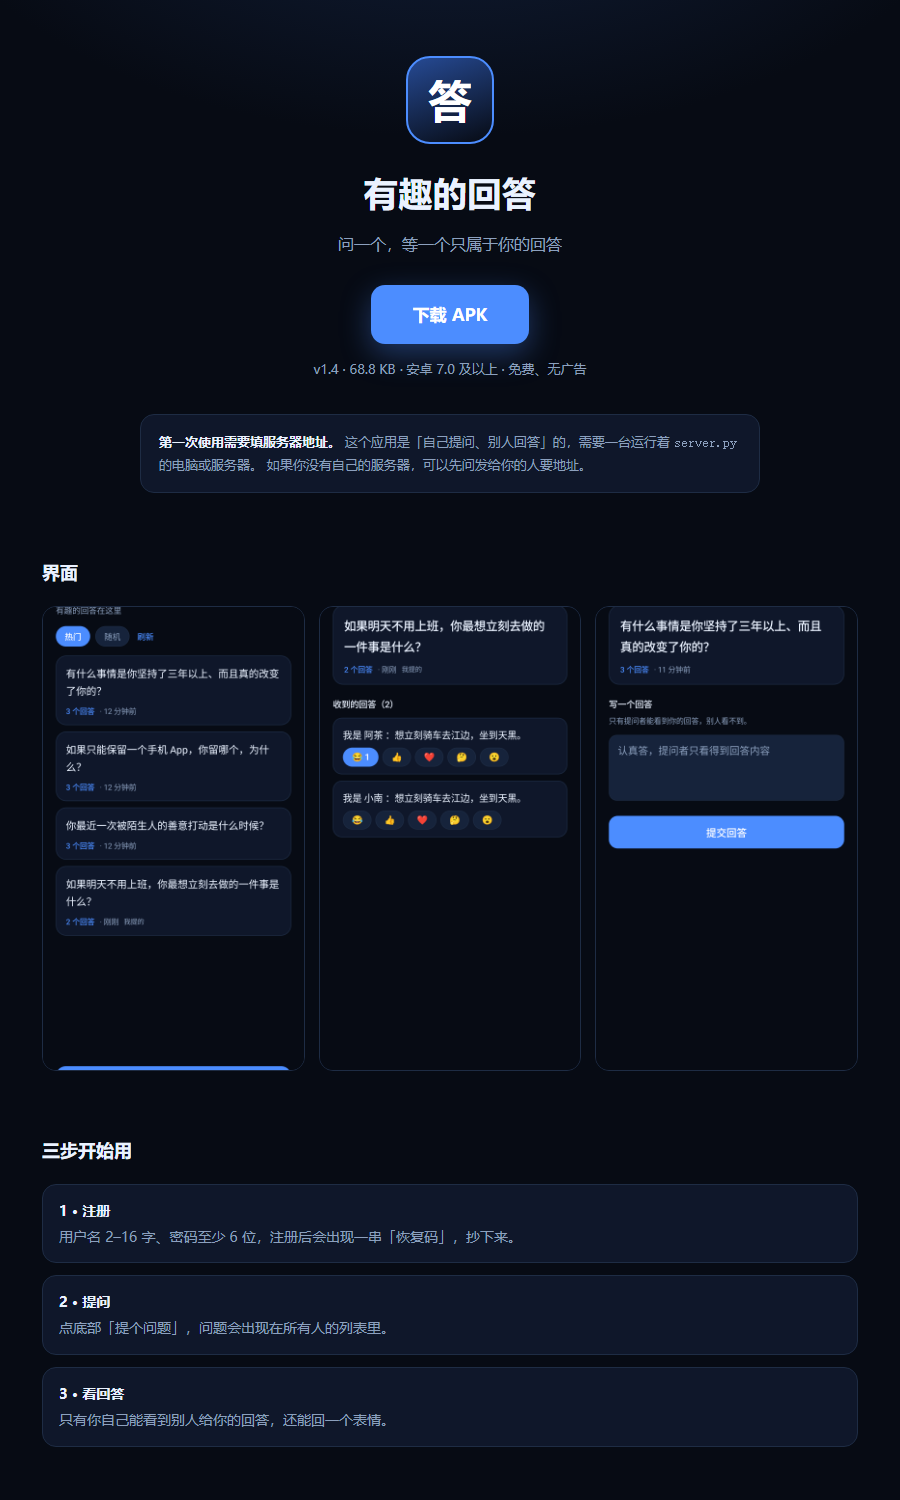 答
有趣的回答
问一个，等一个只属于你的回答
下载 APK
v1.4 · 68.8 KB · 安卓 7.0 及以上 · 免费、无广告
第一次使用需要填服务器地址。 这个应用是「自己提问、别人回答」的，需要一台运行着 server.py
的电脑或服务器。 如果你没有自己的服务器，可以先问发给你的人要地址。
界面
有趣的回答在这里
热门 随机 刷新
有什么事情是你坚持了三年以上、而且真的改变
了你的？
3 个回答 · 12 分钟前
如果只能保留一个手机 App，你留哪个，为什
么？
3 个回答 · 12 分钟前
你最近一次被陌生人的善意打动是什么时候？
3 个回答 · 12 分钟前
如果明天不用上班，你最想立刻去做的一件事是
什么？
2 个回答 · 刚刚 我提的
如果明天不用上班，你最想立刻去做的
一件事是什么？
2 个回答 · 刚刚 我提的
收到的回答（2）
我是 阿茶 ：想立刻骑车去江边，坐到天黑。
😂 1 👍 ❤️ 🤔 😮
我是 小南 ：想立刻骑车去江边，坐到天黑。
😂 👍 ❤️ 🤔 😮
有什么事情是你坚持了三年以上、而且
真的改变了你的？
3 个回答 · 11 分钟前
写一个回答
只有提问者能看到你的回答，别人看不到。
认真答，提问者只看得到回答内容
提交回答
三步开始用
1 • 注册
用户名 2–16 字、密码至少 6 位，注册后会出现一串「恢复码」，抄下来。
2 • 提问
点底部「提个问题」，问题会出现在所有人的列表里。
3 • 看回答
只有你自己能看到别人给你的回答，还能回一个表情。